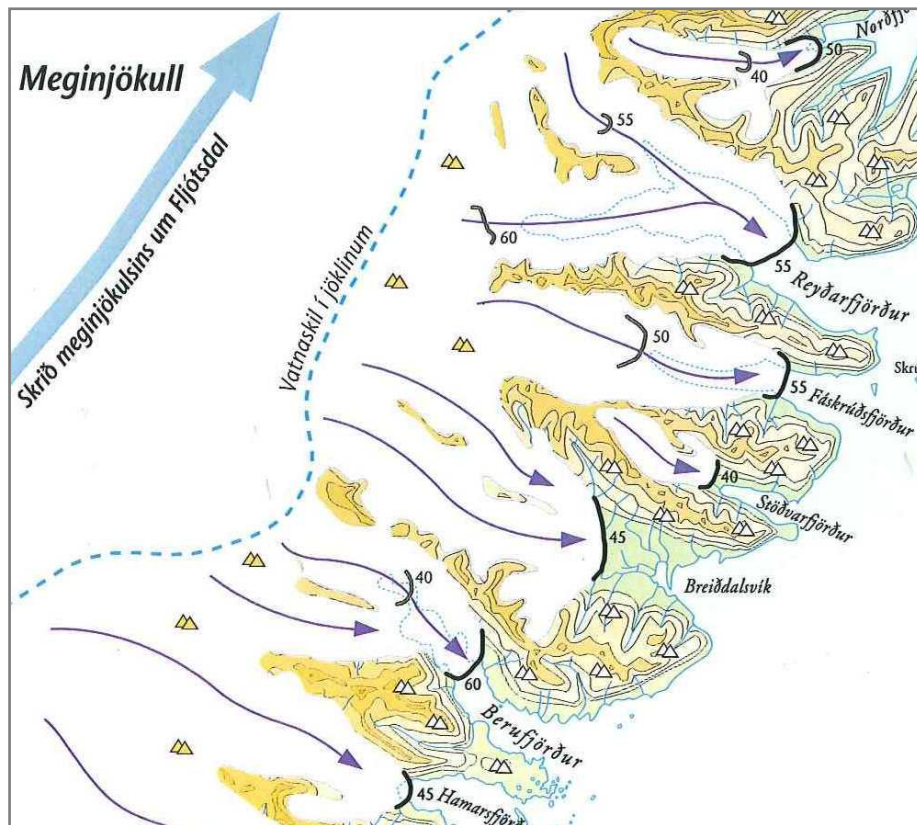 Meginjökull
Skrið meginjökulsins um Fljótsdal
Vatnaskil í jöklinum
50
40
55
60
55
Reyðarfjörður
50
55
Fáskrúðsfjörður
40
Stöðvarfjörður
45
Breiðdalsvík
40
60
Berufjörður
45